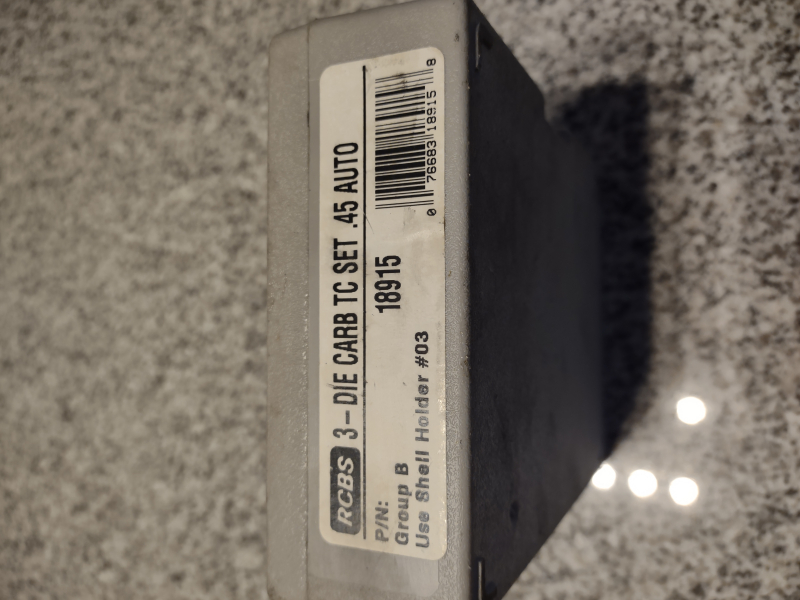 RCBS 3-DIE CARB TC SET .45 AUTO
P/N: 18915
Group B
Use Shell Holder #03
0 76683 18915 8